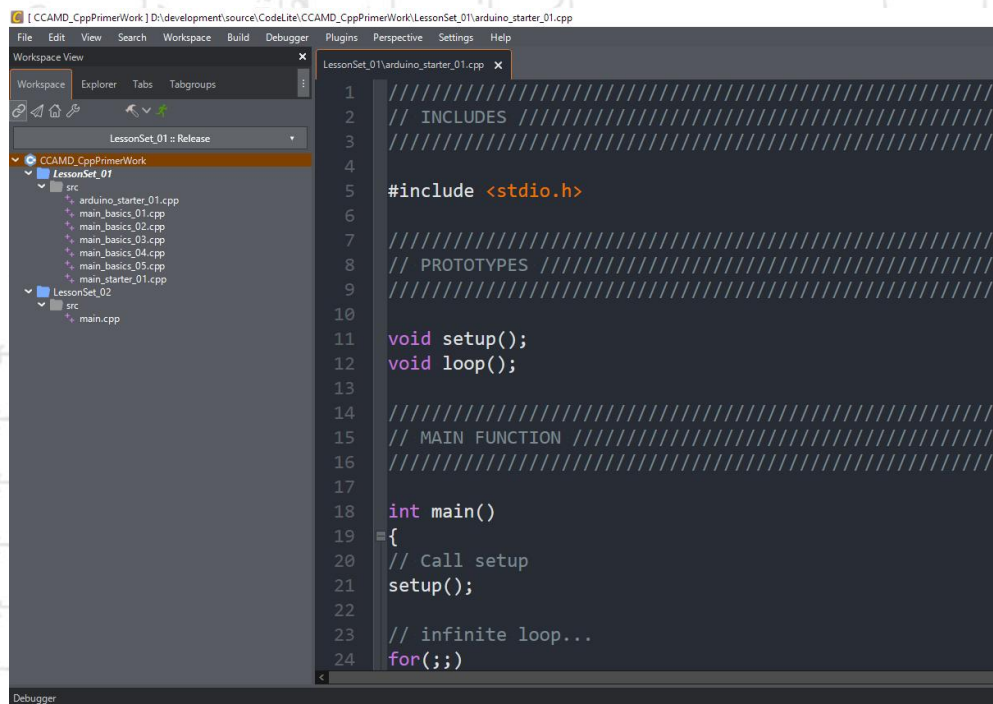 [ CCAMD_CppPrimerWork ] D:\development\source\CodeLite\CCAMD_CppPrimerWork\LessonSet_01\arduino_starter_01.cpp
File Edit View Search Workspace Build Debugger Plugins Perspective Settings Help
Workspace View
Workspace Explorer Tabs Tabgroups
LessonSet_01 :: Release
CCAMD_CppPrimerWork
LessonSet_01
src
arduino_starter_01.cpp
main_basics_01.cpp
main_basics_02.cpp
main_basics_03.cpp
main_basics_04.cpp
main_basics_05.cpp
main_starter_01.cpp
LessonSet_02
src
main.cpp
LessonSet_01\arduino_starter_01.cpp
1 ////////////////////////////////////////////////////////
2 // INCLUDES ////////////////////////////////////////////
3 ////////////////////////////////////////////////////////
4
5 #include <stdio.h>
6
7 ////////////////////////////////////////////////////////
8 // PROTOTYPES //////////////////////////////////////////
9 ////////////////////////////////////////////////////////
10
11 void setup();
12 void loop();
13
14 ////////////////////////////////////////////////////////
15 // MAIN FUNCTION ///////////////////////////////////////
16 ////////////////////////////////////////////////////////
17
18 int main()
19 {
20 // Call setup
21 setup();
22
23 // infinite loop...
24 for(;;)
Debugger